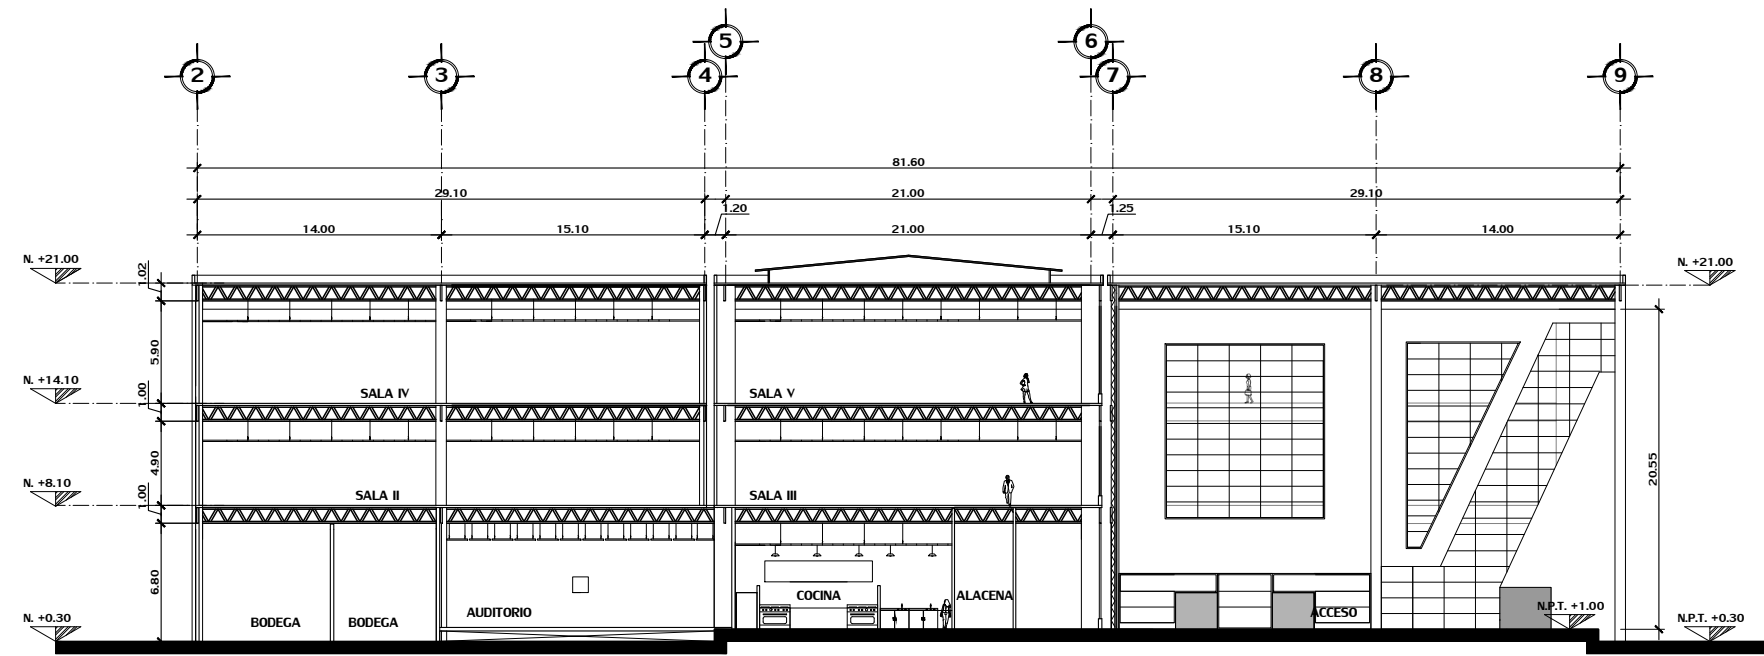 5
6
2
3
4
7
8
9
81.60
29.10
21.00
29.10
1.20
1.25
14.00
15.10
21.00
15.10
14.00
N. +21.00
1.02
N. +21.00
5.90
N. +14.10
1.00
SALA IV
SALA V
4.90
20.55
N. +8.10
1.00
SALA II
SALA III
6.80
COCINA
ALACENA
AUDITORIO
ACCESO
N.P.T. +1.00
N. +0.30
BODEGA
BODEGA
N.P.T. +0.30